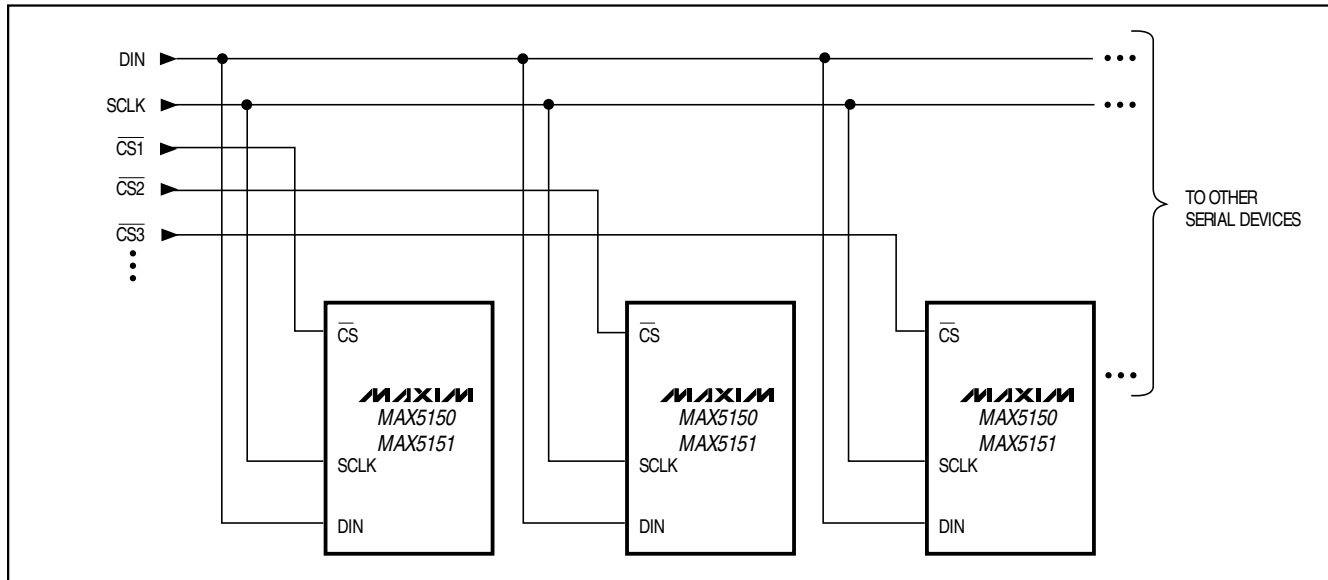 DIN
SCLK
CS1
CS2
CS3
TO OTHER
SERIAL DEVICES
CS
MAXIM
MAX5150
MAX5151
SCLK
DIN
CS
MAXIM
MAX5150
MAX5151
SCLK
DIN
CS
MAXIM
MAX5150
MAX5151
SCLK
DIN